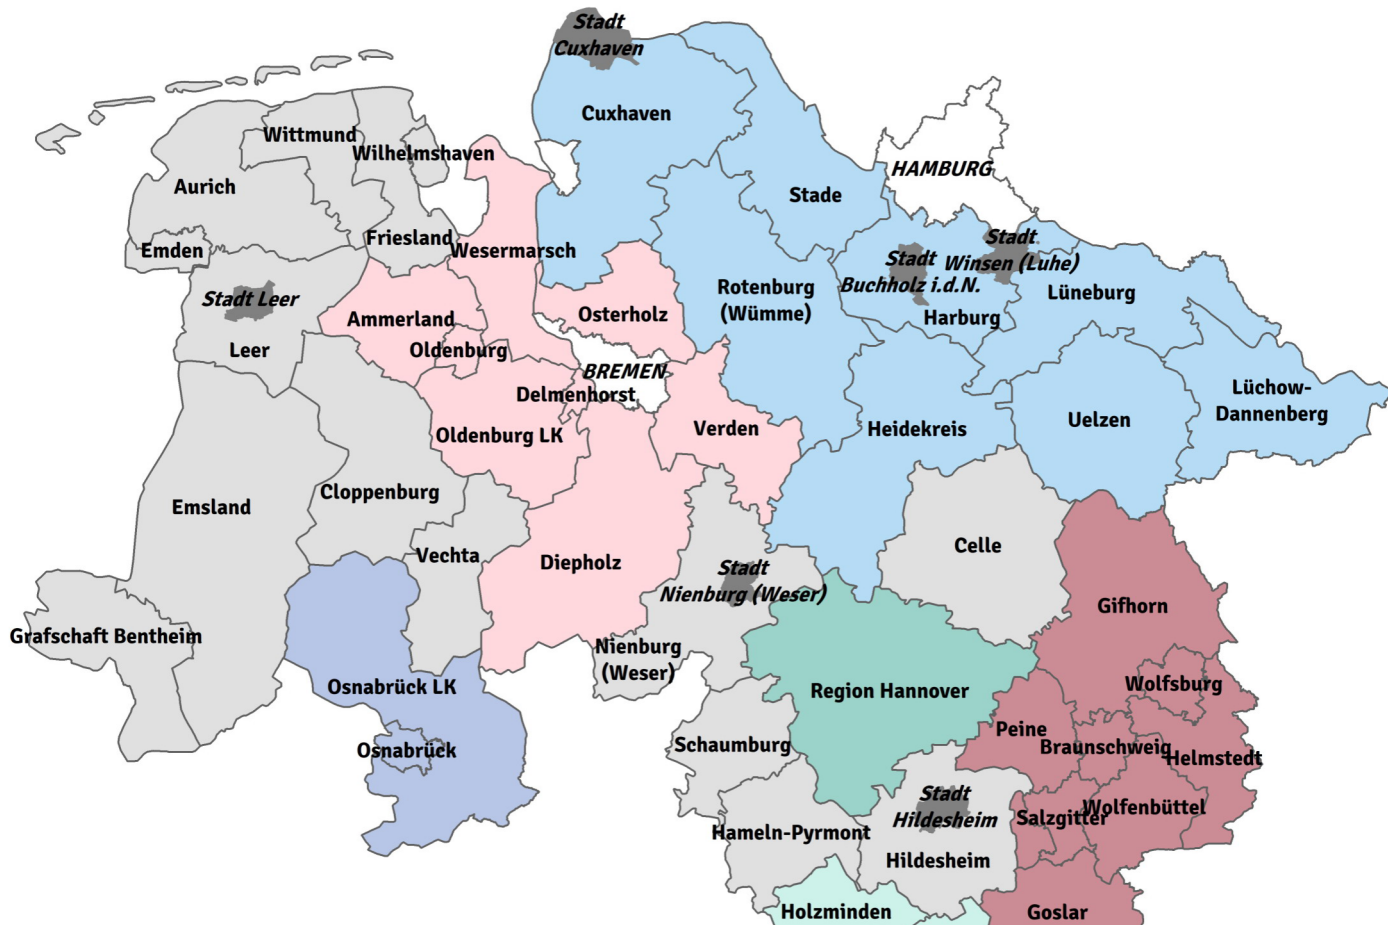 Stadt
Cuxhaven
Cuxhaven
Wittmund
Wilhelmshaven
HAMBURG
Aurich
Stade
Emden
Friesland
Wesermarsch
Stadt
Winsen (Luhe)
Stadt
Buchholz i.d.N.
Stadt Leer
Rotenburg
(Wümme)
Lüneburg
Ammerland
Osterholz
Harburg
Leer
Oldenburg
BREMEN
Delmenhorst
Lüchow-
Dannenberg
Oldenburg LK
Verden
Heidekreis
Uelzen
Emsland
Cloppenburg
Vechta
Diepholz
Celle
Stadt
Nienburg (Weser)
Gifhorn
Grafschaft Bentheim
Nienburg
(Weser)
Osnabrück LK
Region Hannover
Wolfsburg
Osnabrück
Schaumburg
Peine
Braunschweig
Helmstedt
Stadt
Hildesheim
Salzgitter
Wolfenbüttel
Hameln-Pyrmont
Hildesheim
Holzminden
Goslar